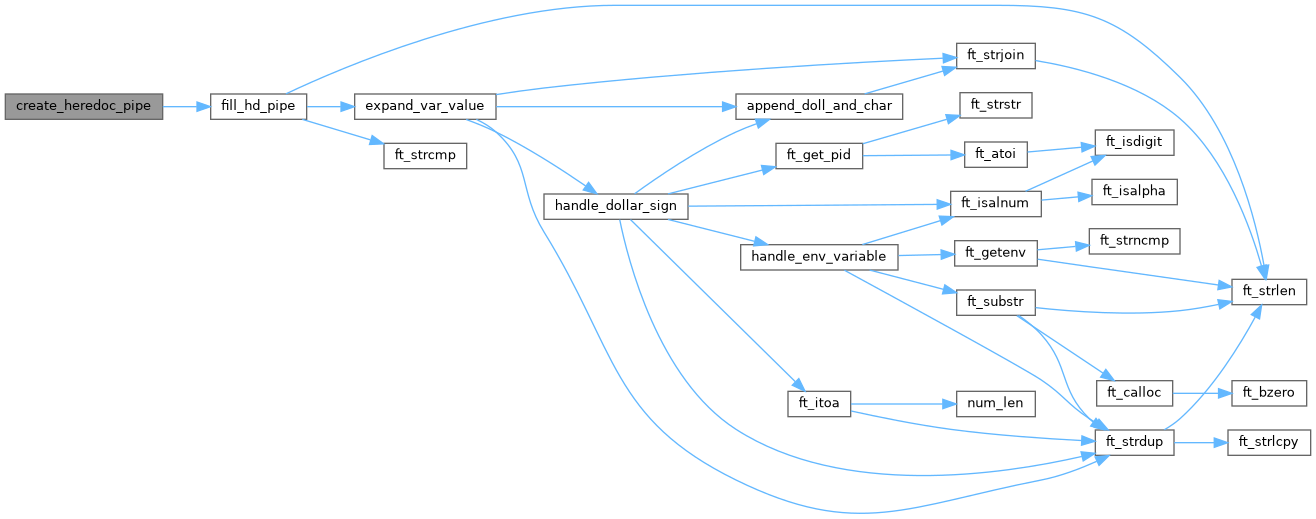 create_heredoc_pipe
fill_hd_pipe
expand_var_value
ft_strcmp
handle_dollar_sign
append_doll_and_char
ft_get_pid
handle_env_variable
ft_itoa
ft_strjoin
ft_strstr
ft_atoi
ft_isalnum
ft_getenv
ft_substr
num_len
ft_isdigit
ft_isalpha
ft_strncmp
ft_calloc
ft_strdup
ft_strlen
ft_bzero
ft_strlcpy